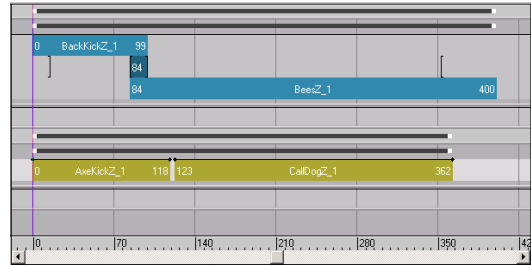 0 BackKickZ_1 99
84
84 BeesZ_1 400
0 AxeKickZ_1 118 123 CallDogZ_1 362
0 70 140 210 280 350 42